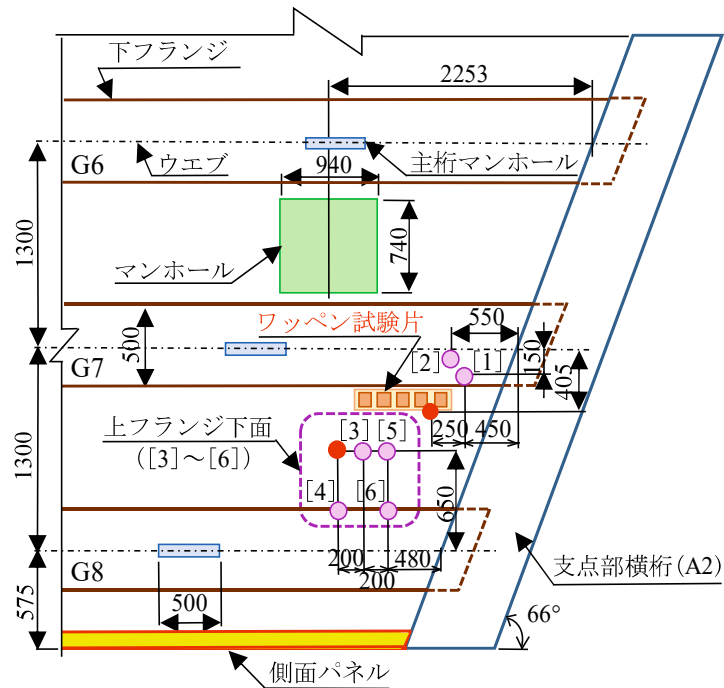 下フランジ
2253
G6
ウエブ
940
主桁マンホール
1300
740
マンホール
ワッペン試験片
550
500
[2]
[1]
150
G7
405
上フランジ下面
([3]～[6])
[3]
[5]
250
450
1300
[4]
[6]
650
200
480
200
G8
500
575
支点部横桁(A2)
66°
側面パネル